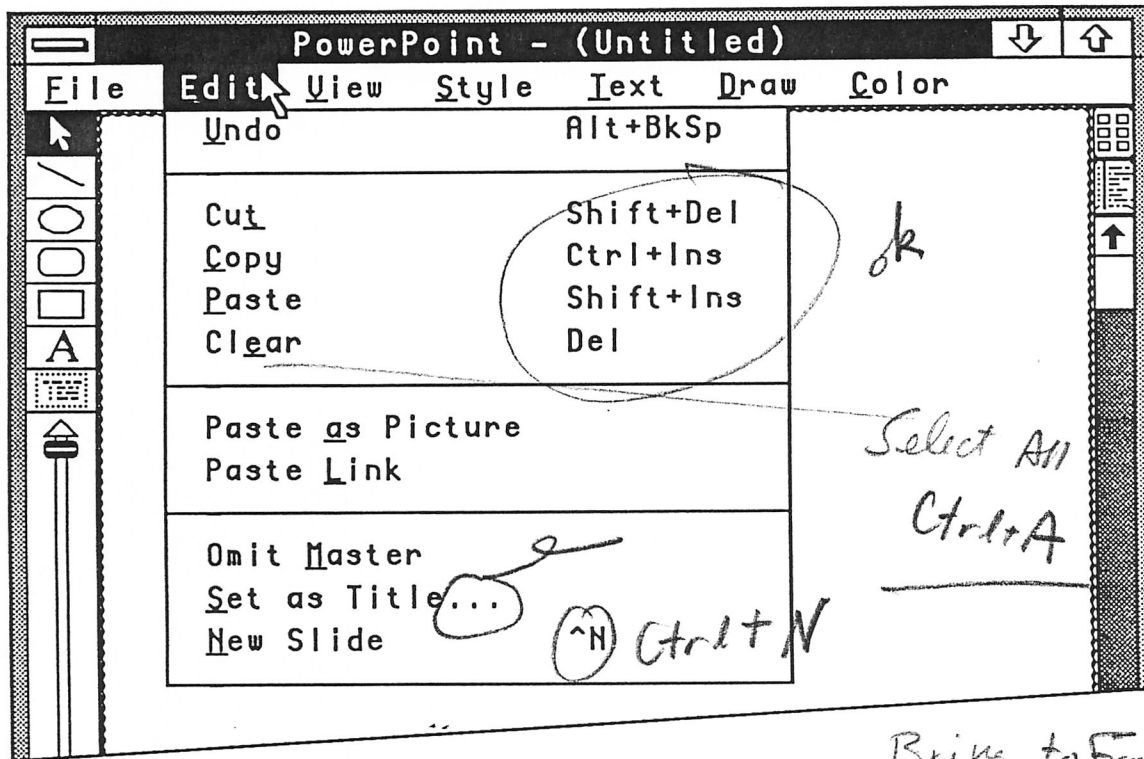 PowerPoint - (Untitled)
File Edit View Style Text Draw Color
Undo Alt+BkSp
Cut Shift+Del
Copy Ctrl+Ins
Paste Shift+Ins
Clear Del
ok
Paste as Picture
Paste Link
Select All
Ctrl+A
Omit Master
Set as Title...
New Slide ^N Ctrl+N
A
Bring to